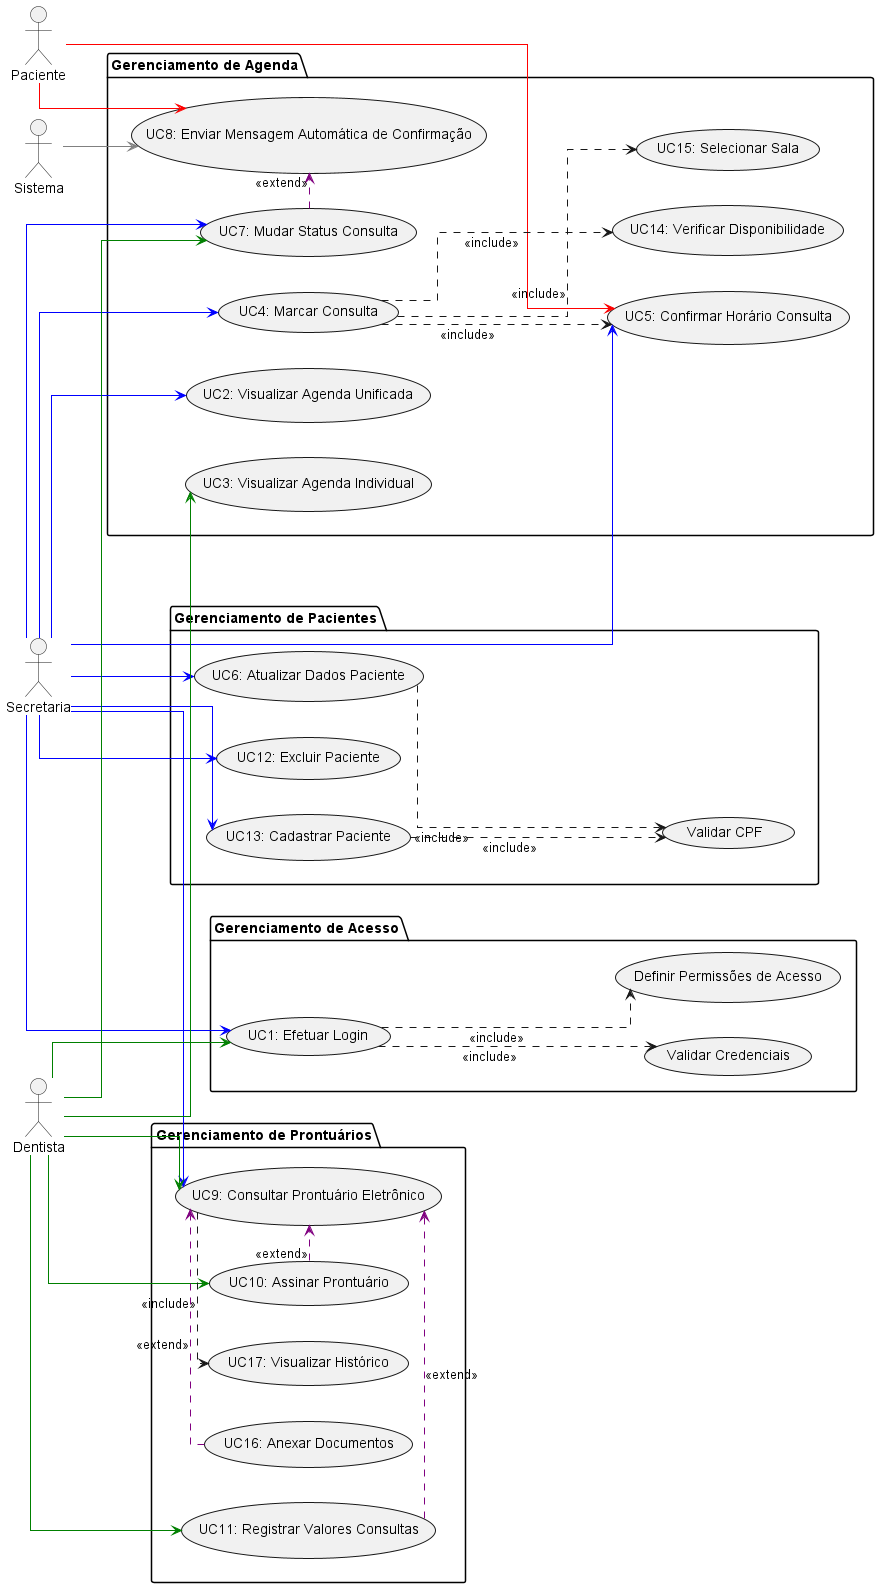 Paciente
Gerenciamento de Agenda
UC8: Enviar Mensagem Automática de Confirmação
UC15: Selecionar Sala
Sistema
«extend»
UC7: Mudar Status Consulta
UC14: Verificar Disponibilidade
«include»
«include»
UC4: Marcar Consulta
UC5: Confirmar Horário Consulta
«include»
UC2: Visualizar Agenda Unificada
UC3: Visualizar Agenda Individual
Gerenciamento de Pacientes
Secretaria
UC6: Atualizar Dados Paciente
UC12: Excluir Paciente
UC13: Cadastrar Paciente
Validar CPF
«include»
«include»
Gerenciamento de Acesso
Definir Permissões de Acesso
UC1: Efetuar Login
«include»
«include»
Validar Credenciais
Dentista
Gerenciamento de Prontuários
UC9: Consultar Prontuário Eletrônico
«extend»
UC10: Assinar Prontuário
«include»
«extend»
UC17: Visualizar Histórico
«extend»
UC16: Anexar Documentos
UC11: Registrar Valores Consultas